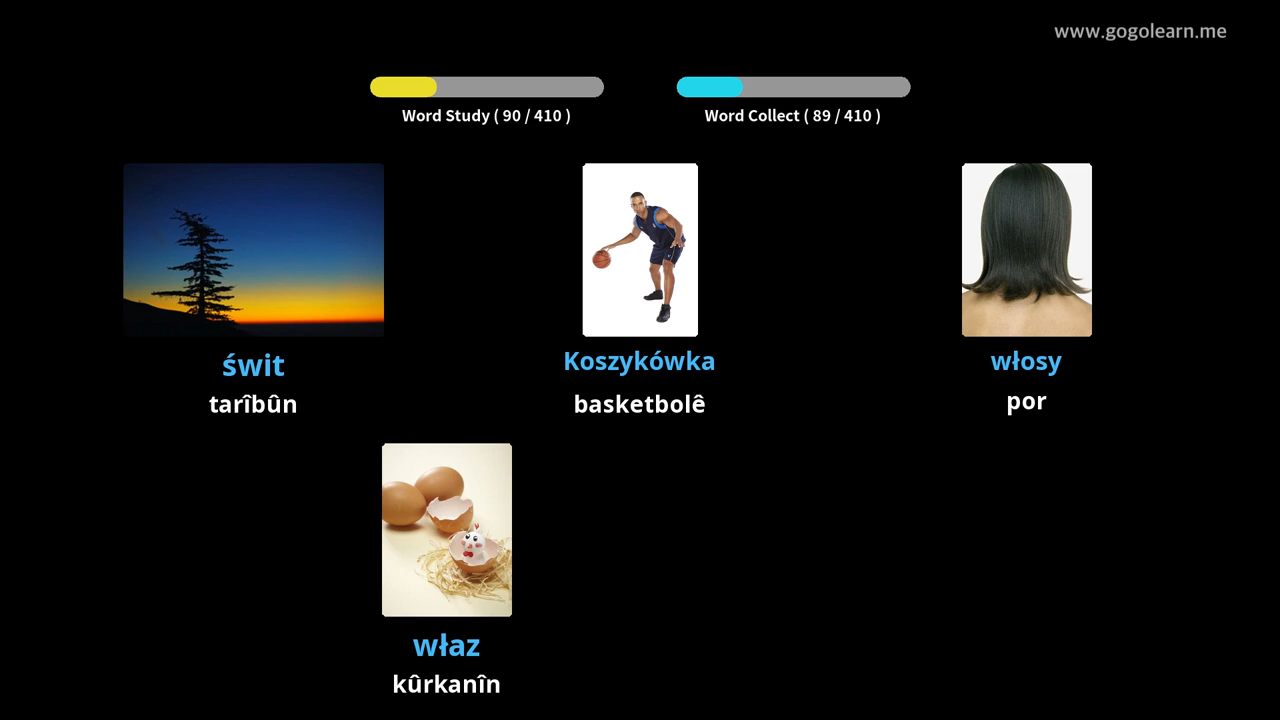 www.gogolearn.me
Word Study ( 90 / 410 )
Word Collect ( 89 / 410 )
świt
Koszykówka
włosy
tarîbûn
basketbolê
por
właz
kûrkanîn